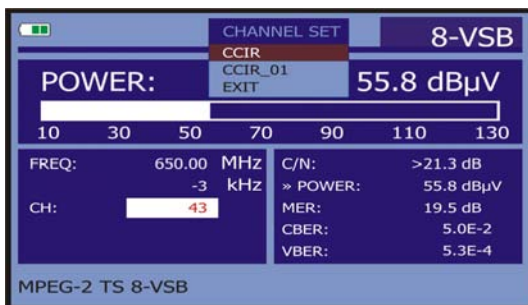 CHANNEL SET
8-VSB
CCIR
CCIR_01
EXIT
POWER: 55.8 dBµV
10 30 50 70 90 110 130
FREQ: 650.00 MHz
-3 kHz
CH: 43
C/N: >21.3 dB
» POWER: 55.8 dBµV
MER: 19.5 dB
CBER: 5.0E-2
VBER: 5.3E-4
MPEG-2 TS 8-VSB